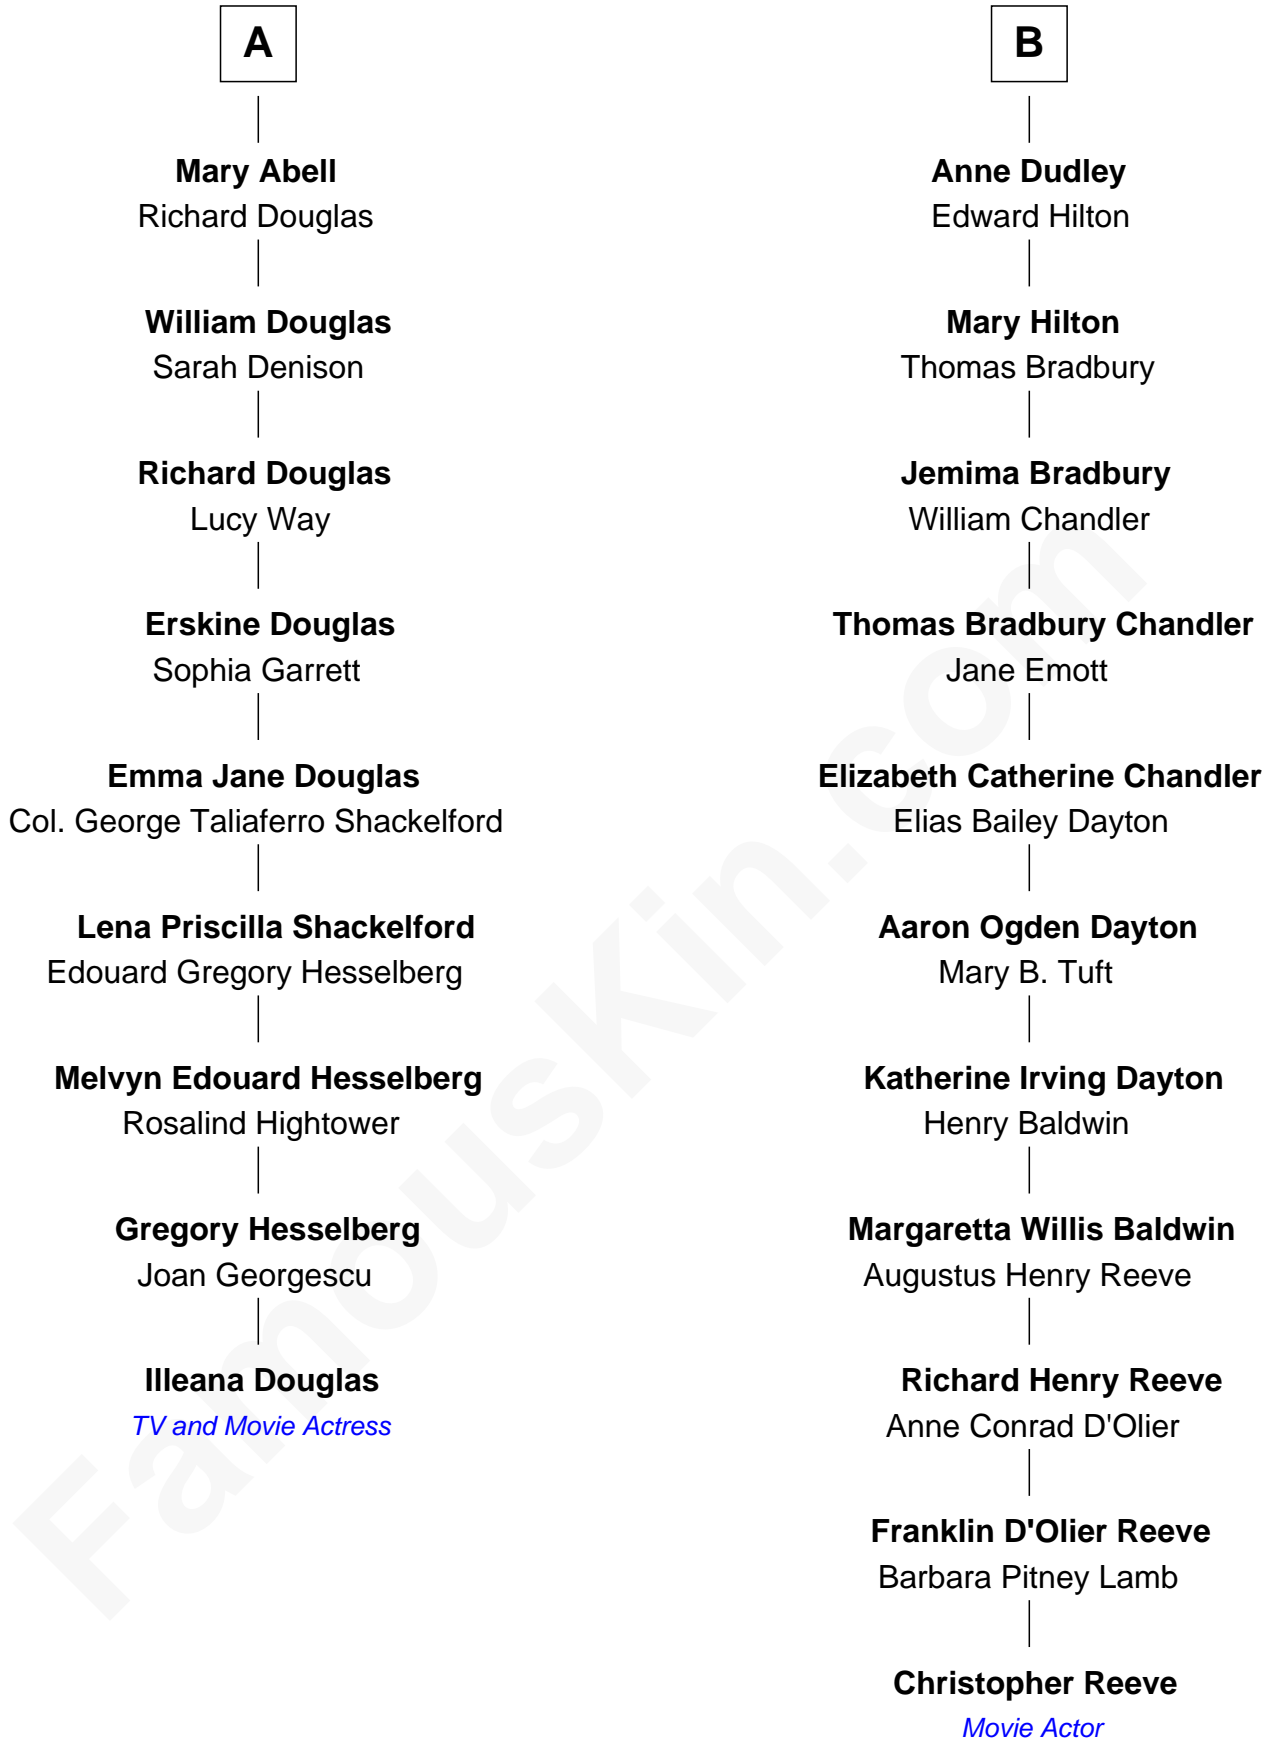 A
Mary Abell
Richard Douglas
William Douglas
Sarah Denison
Richard Douglas
Lucy Way
Erskine Douglas
Sophia Garrett
Emma Jane Douglas
Col. George Taliaferro Shackelford
Lena Priscilla Shackelford
Edouard Gregory Hesselberg
Melvyn Edouard Hesselberg
Rosalind Hightower
Gregory Hesselberg
Joan Georgescu
Illeana Douglas
TV and Movie Actress
B
Anne Dudley
Edward Hilton
Mary Hilton
Thomas Bradbury
Jemima Bradbury
William Chandler
Thomas Bradbury Chandler
Jane Emott
Elizabeth Catherine Chandler
Elias Bailey Dayton
Aaron Ogden Dayton
Mary B. Tuft
Katherine Irving Dayton
Henry Baldwin
Margaretta Willis Baldwin
Augustus Henry Reeve
Richard Henry Reeve
Anne Conrad D'Olier
Franklin D'Olier Reeve
Barbara Pitney Lamb
Christopher Reeve
Movie Actor
FamousKin.com